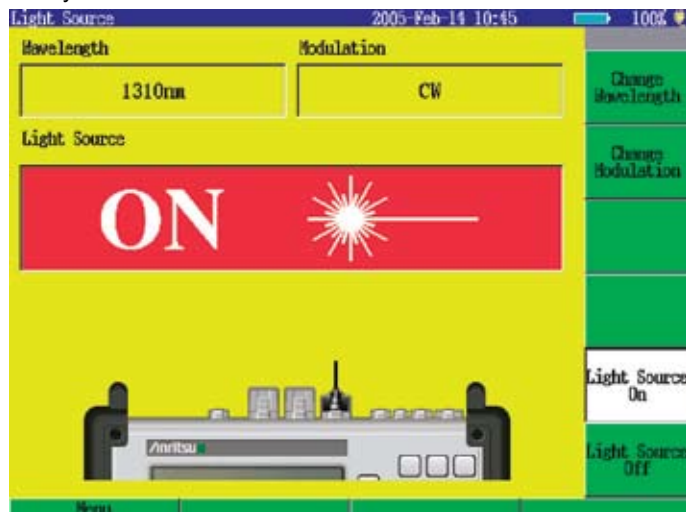 Light Source
2005-Feb-14 10:45
100%
Wavelength
Modulation
1310nm
CW
Light Source
ON
Change
Wavelength
Change
Modulation
Light Source
On
Light Source
Off
Anritsu
Menu